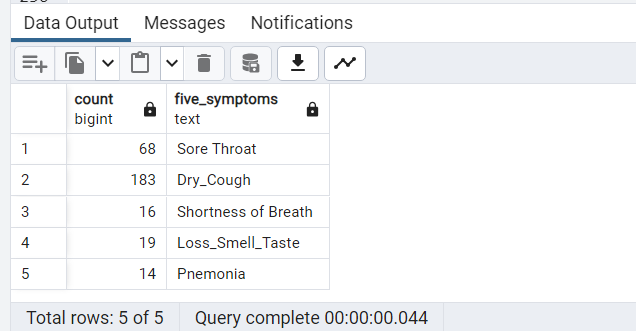 Data Output Messages Notifications
count five_symptoms
bigint text
1 68 Sore Throat
2 183 Dry_Cough
3 16 Shortness of Breath
4 19 Loss_Smell_Taste
5 14 Pnemonia
Total rows: 5 of 5 Query complete 00:00:00.044